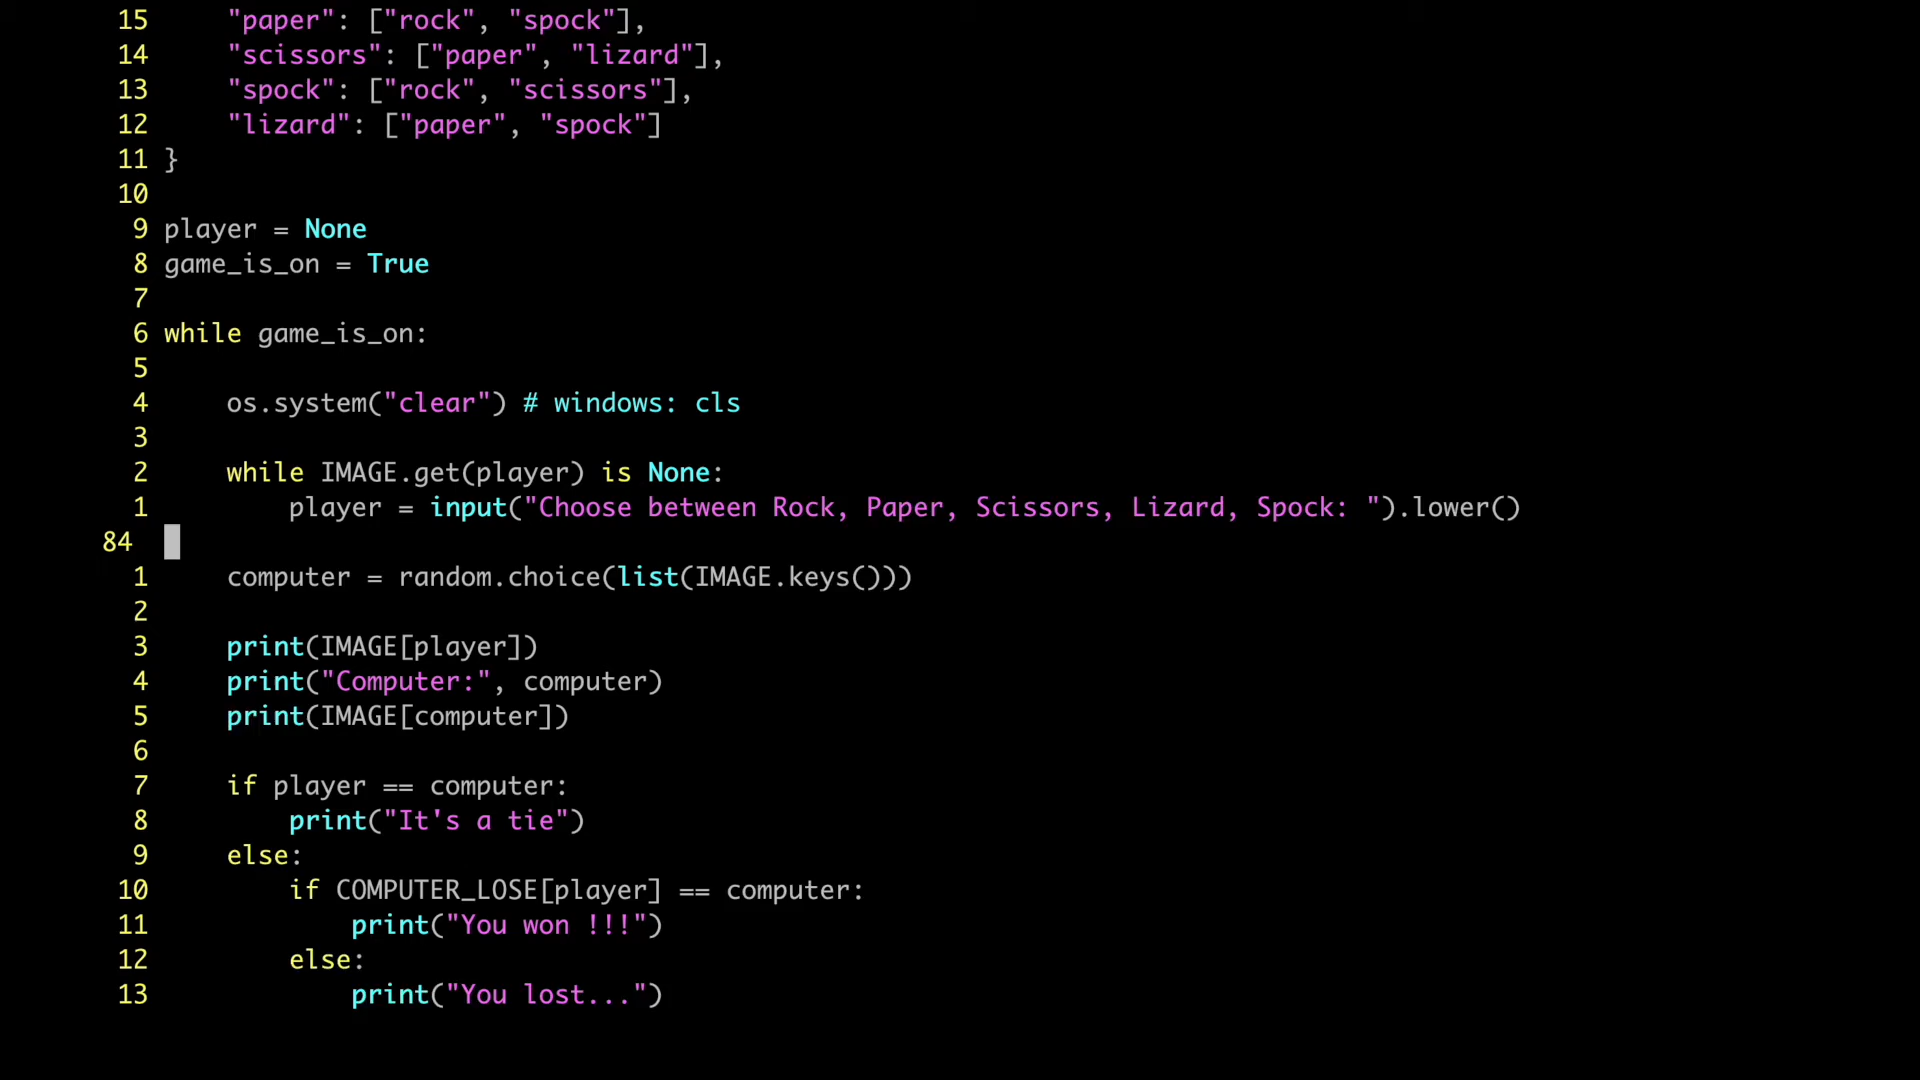 15     "paper": ["rock", "spock"],
14     "scissors": ["paper", "lizard"],
13     "spock": ["rock", "scissors"],
12     "lizard": ["paper", "spock"]
11 }
10
9 player = None
8 game_is_on = True
7
6 while game_is_on:
5
4     os.system("clear") # windows: cls
3
2     while IMAGE.get(player) is None:
1         player = input("Choose between Rock, Paper, Scissors, Lizard, Spock: ").lower()
84
1     computer = random.choice(list(IMAGE.keys()))
2
3     print(IMAGE[player])
4     print("Computer:", computer)
5     print(IMAGE[computer])
6
7     if player == computer:
8         print("It's a tie")
9     else:
10         if COMPUTER_LOSE[player] == computer:
11             print("You won !!!")
12         else:
13             print("You lost...")